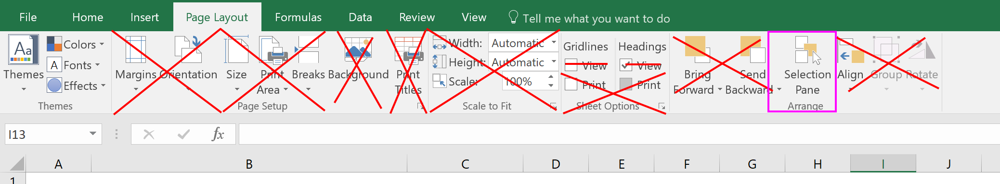 File Home Insert Page Layout Formulas Data Review View Tell me what you want to do
Aa Colors Width: Automatic Gridlines Headings
A Fonts Height: Automatic View View
Themes Margins Orientation Size Print Breaks Background Print Scale: 100% Bring Send Selection Align Group Rotate
Effects Area Titles Print Print Forward Backward Pane
Themes Page Setup Scale to Fit Sheet Options Arrange
I13 fx
A B C D E F G H I J
1